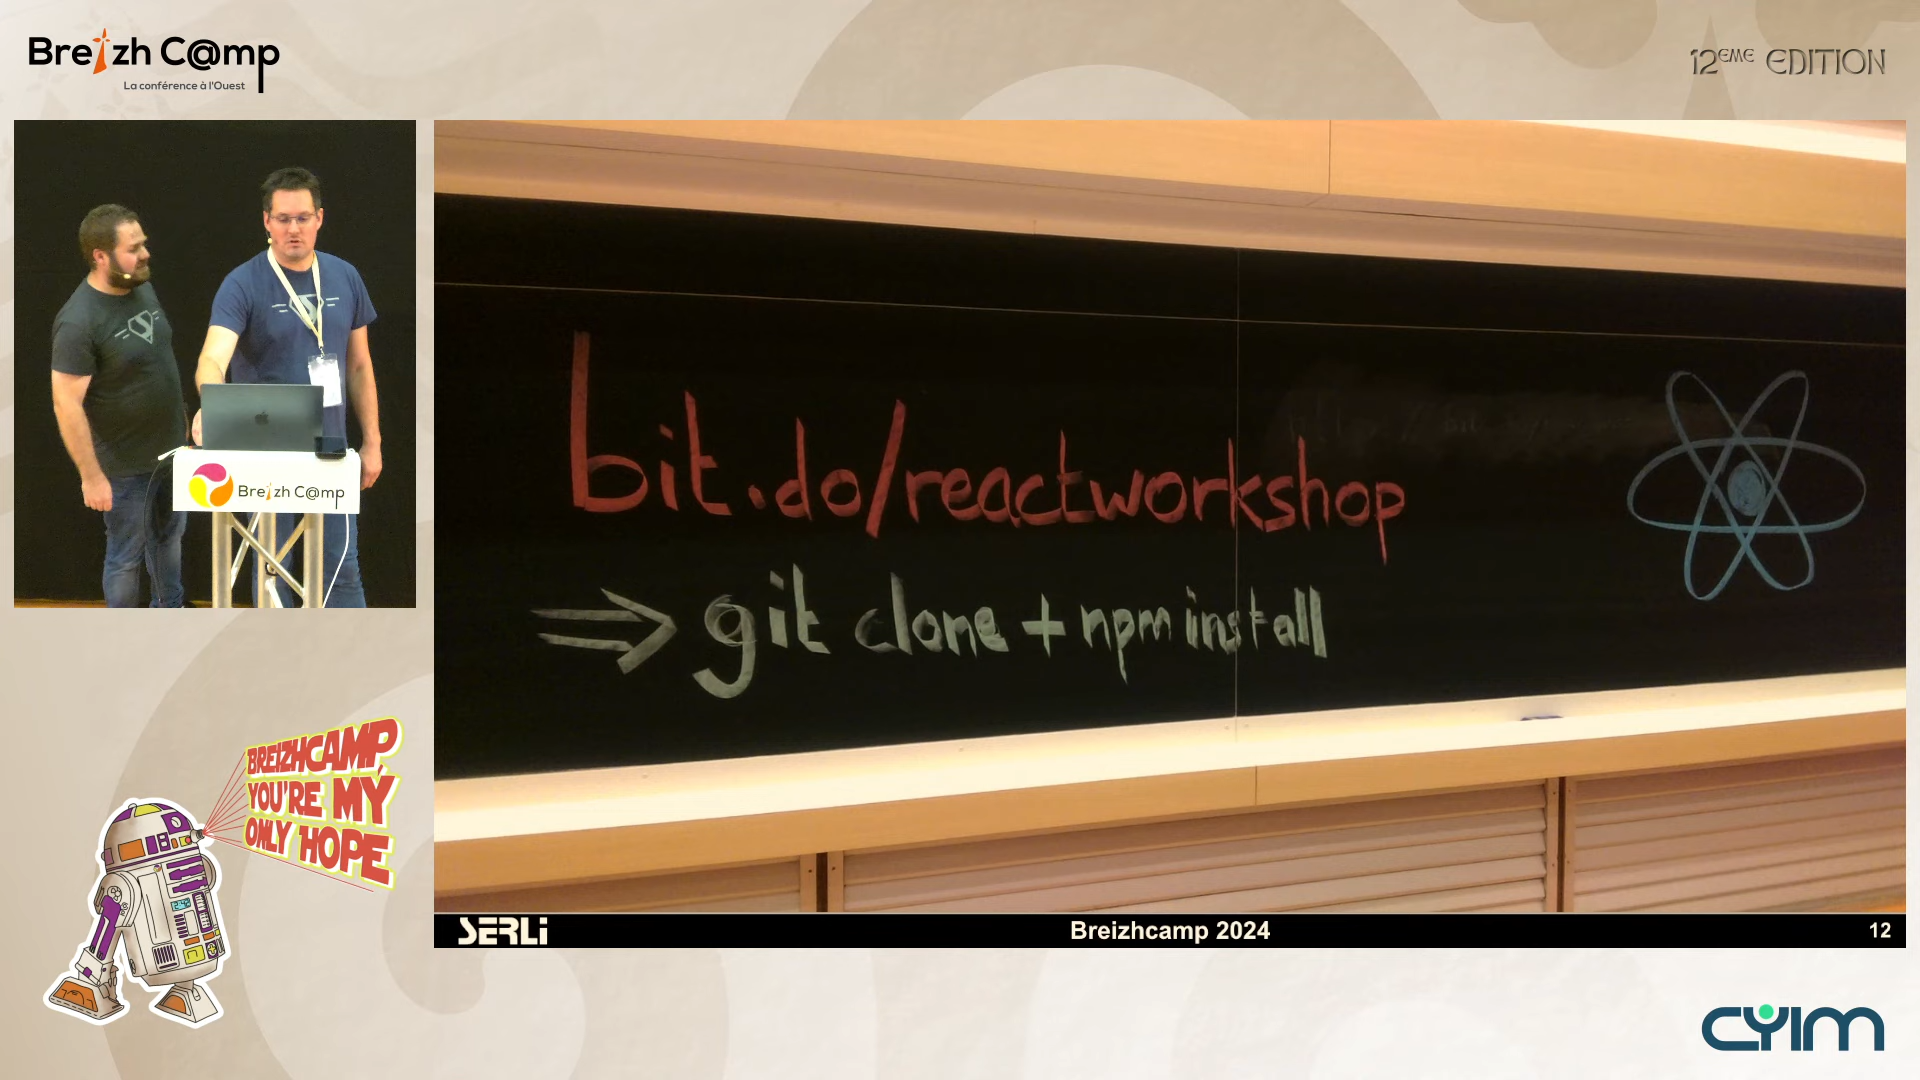 Breizh C@mp
La conférence à l'Ouest
12EME EDITION
bit.do/reactworkshop
⇒ git clone + npm install
Breizh C@mp
BREIZHCAMP,
YOU'RE MY
ONLY HOPE
SERLI
Breizhcamp 2024
12
CYIM